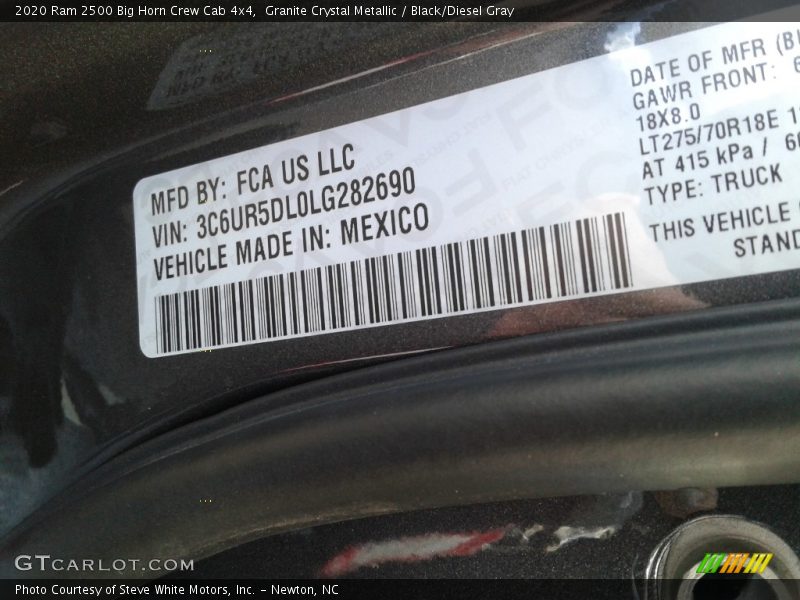 2020 Ram 2500 Big Horn Crew Cab 4x4, Granite Crystal Metallic / Black/Diesel Gray
MFD BY: FCA US LLC
VIN: 3C6UR5DL0LG282690
VEHICLE MADE IN: MEXICO
DATE OF MFR
GAWR FRONT:
18X8.0
LT275/70R18E
AT 415 kPa /
TYPE: TRUCK
THIS VEHICLE
GTCARLOT.COM
Photo Courtesy of Steve White Motors, Inc. – Newton, NC